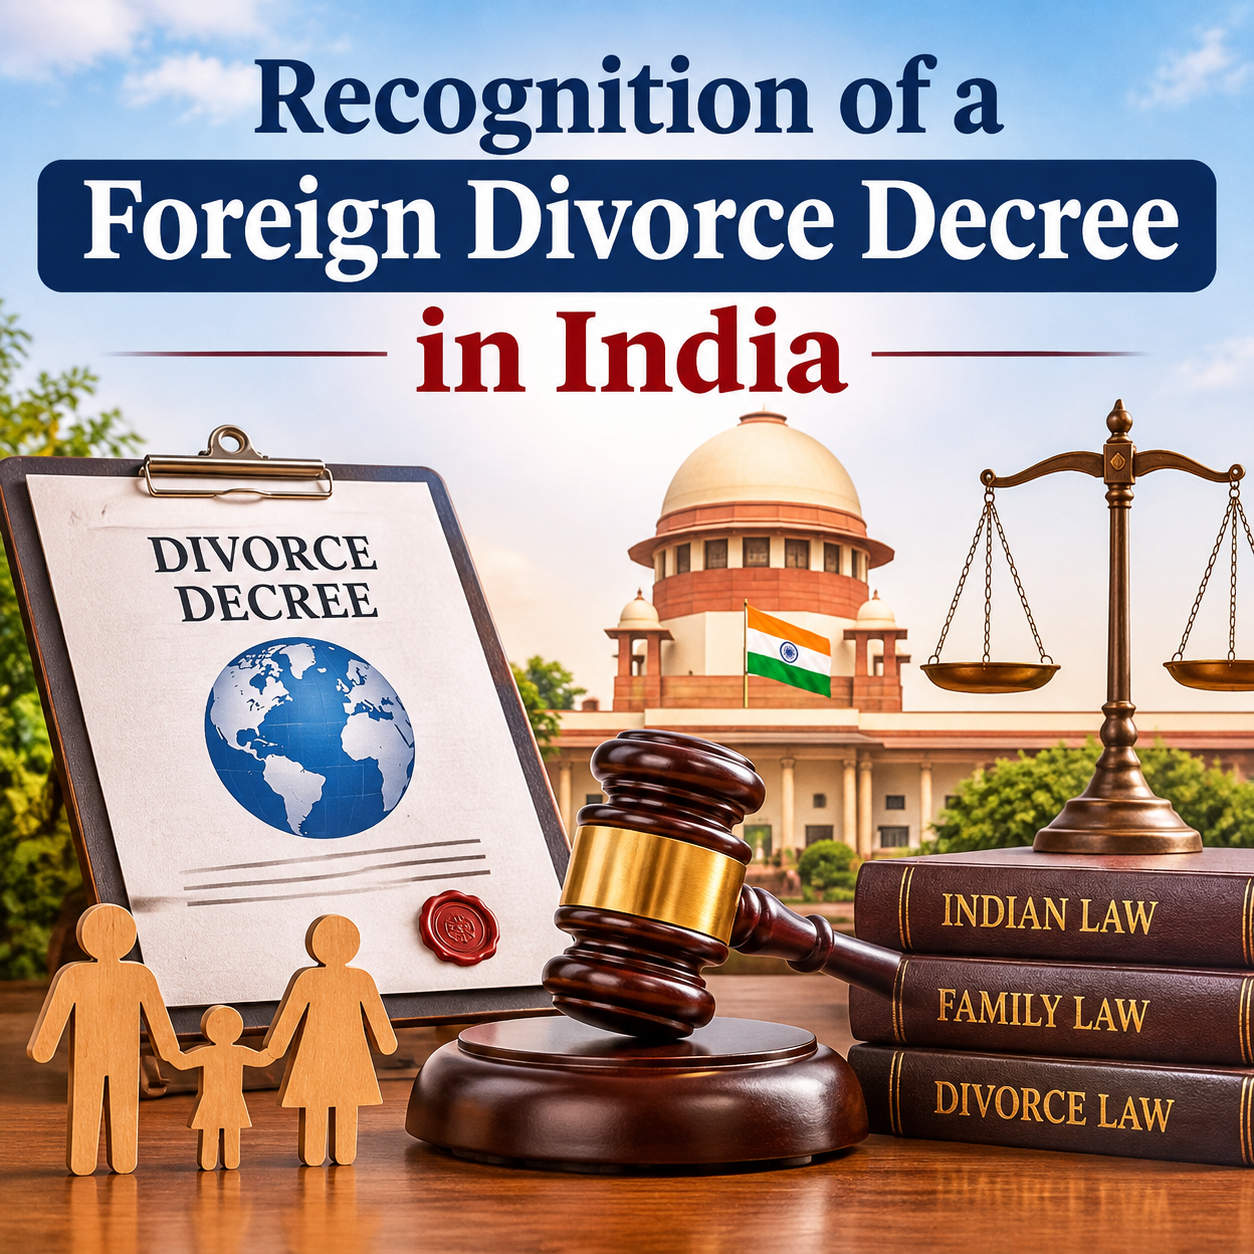 Recognition of a
Foreign Divorce Decree
in India
DIVORCE
DECREE
INDIAN LAW
FAMILY LAW
DIVORCE LAW